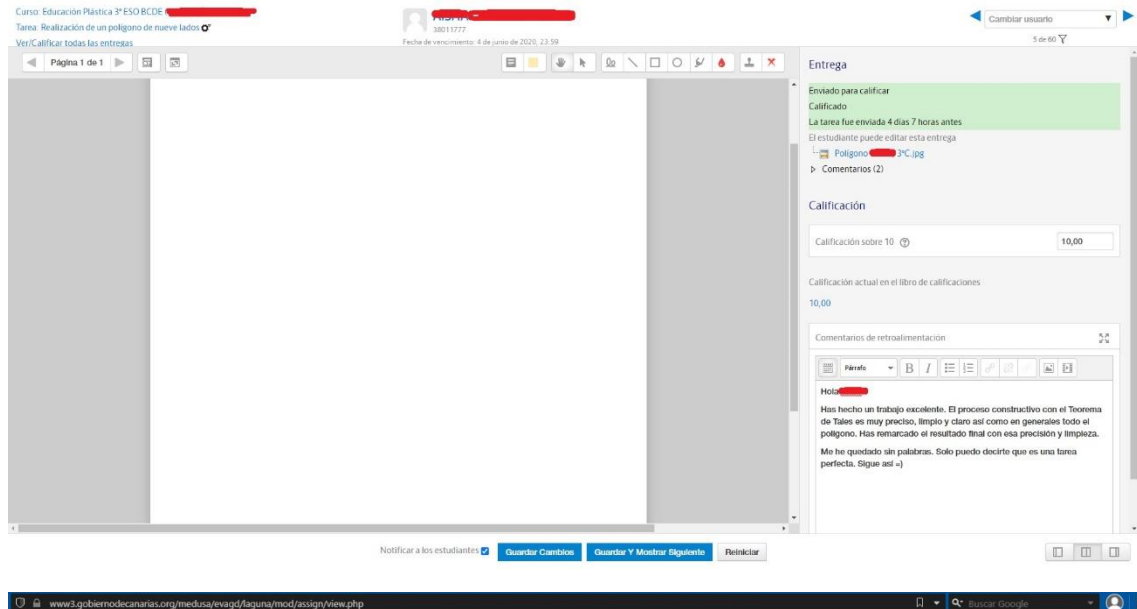 Curso: Educación Plástica 3º ESO BCDE
Tarea: Realización de un polígono de nueve lados
Ver/Calificar todas las entregas
38011777
Fecha de vencimiento: 4 de junio de 2020, 23:59
Cambiar usuario
5 de 60
Página 1 de 1
Entrega
Enviado para calificar
Calificado
La tarea fue enviada 4 días 7 horas antes
El estudiante puede editar esta entrega
Polígono 3ºC.jpg
Comentarios (2)
Calificación
Calificación sobre 10
10,00
Calificación actual en el libro de calificaciones
10,00
Comentarios de retroalimentación
Párrafo
B I
Hola
Has hecho un trabajo excelente. El proceso constructivo con el Teorema
de Tales es muy preciso, limpio y claro así como en generales todo el
polígono. Has remarcado el resultado final con esa precisión y limpieza.
Me he quedado sin palabras. Solo puedo decirte que es una tarea
perfecta. Sigue así =)
Notificar a los estudiantes
Guardar Cambios
Guardar Y Mostrar Siguiente
Reiniciar
www3.gobiernodecanarias.org/medusa/evagd/laguna/mod/assign/view.php
Buscar Google